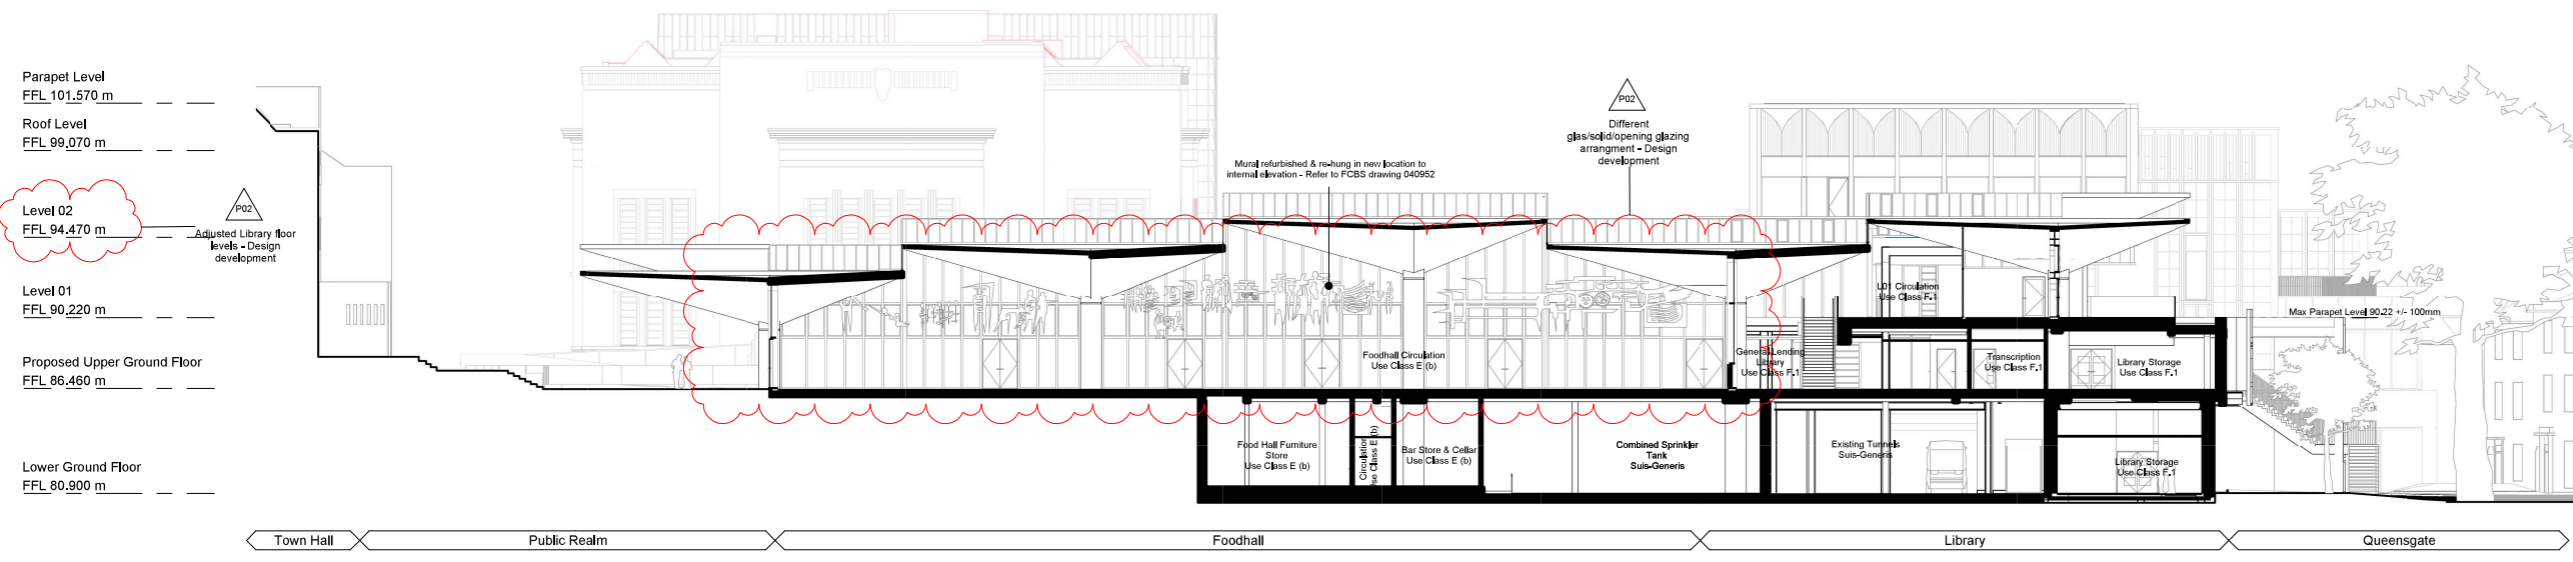 Parapet Level
FFL 101.570 m
Roof Level
FFL 99.070 m
Level 02
FFL 94.470 m
P02
Adjusted Library floor
levels - Design
development
Level 01
FFL 90.220 m
Proposed Upper Ground Floor
FFL 86.460 m
Lower Ground Floor
FFL 80.900 m
Mural refurbished & re-hung in new location to
internal elevation - Refer to FCBS drawing 040952
P02
Different
glas/solid/opening glazing
arrangment - Design
development
L01 Circulation
Use Class F.1
Max Parapet Level 90.22 +/- 100mm
Foodhall Circulation
Use Class E (b)
General Lending
Library
Use Class F.1
Transcription
Use Class F.1
Library Storage
Use Class F.1
Food Hall Furniture
Store
Use Class E (b)
Circulation
Use Class E (b)
Bar Store & Cellar
Use Class E (b)
Combined Sprinkler
Tank
Suis-Generis
Existing Tunnels
Suis-Generis
Library Storage
Use Class F.1
Town Hall
Public Realm
Foodhall
Library
Queensgate